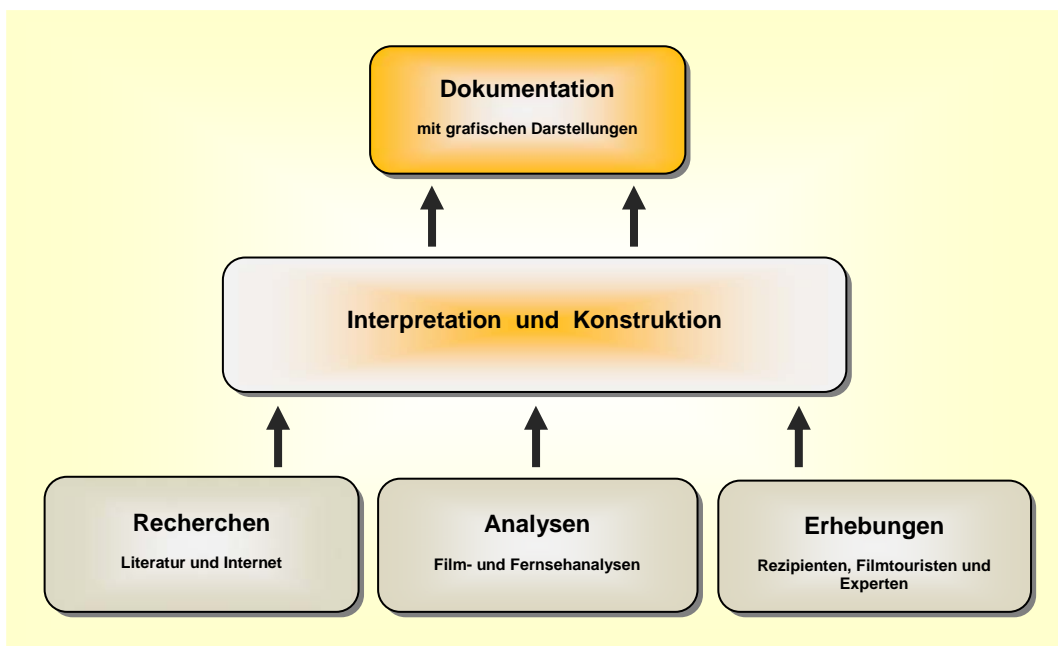 Dokumentation
mit grafischen Darstellungen
Interpretation und Konstruktion
Recherchen
Literatur und Internet
Analysen
Film- und Fernsehanalysen
Erhebungen
Rezipienten, Filmtouristen und
Experten